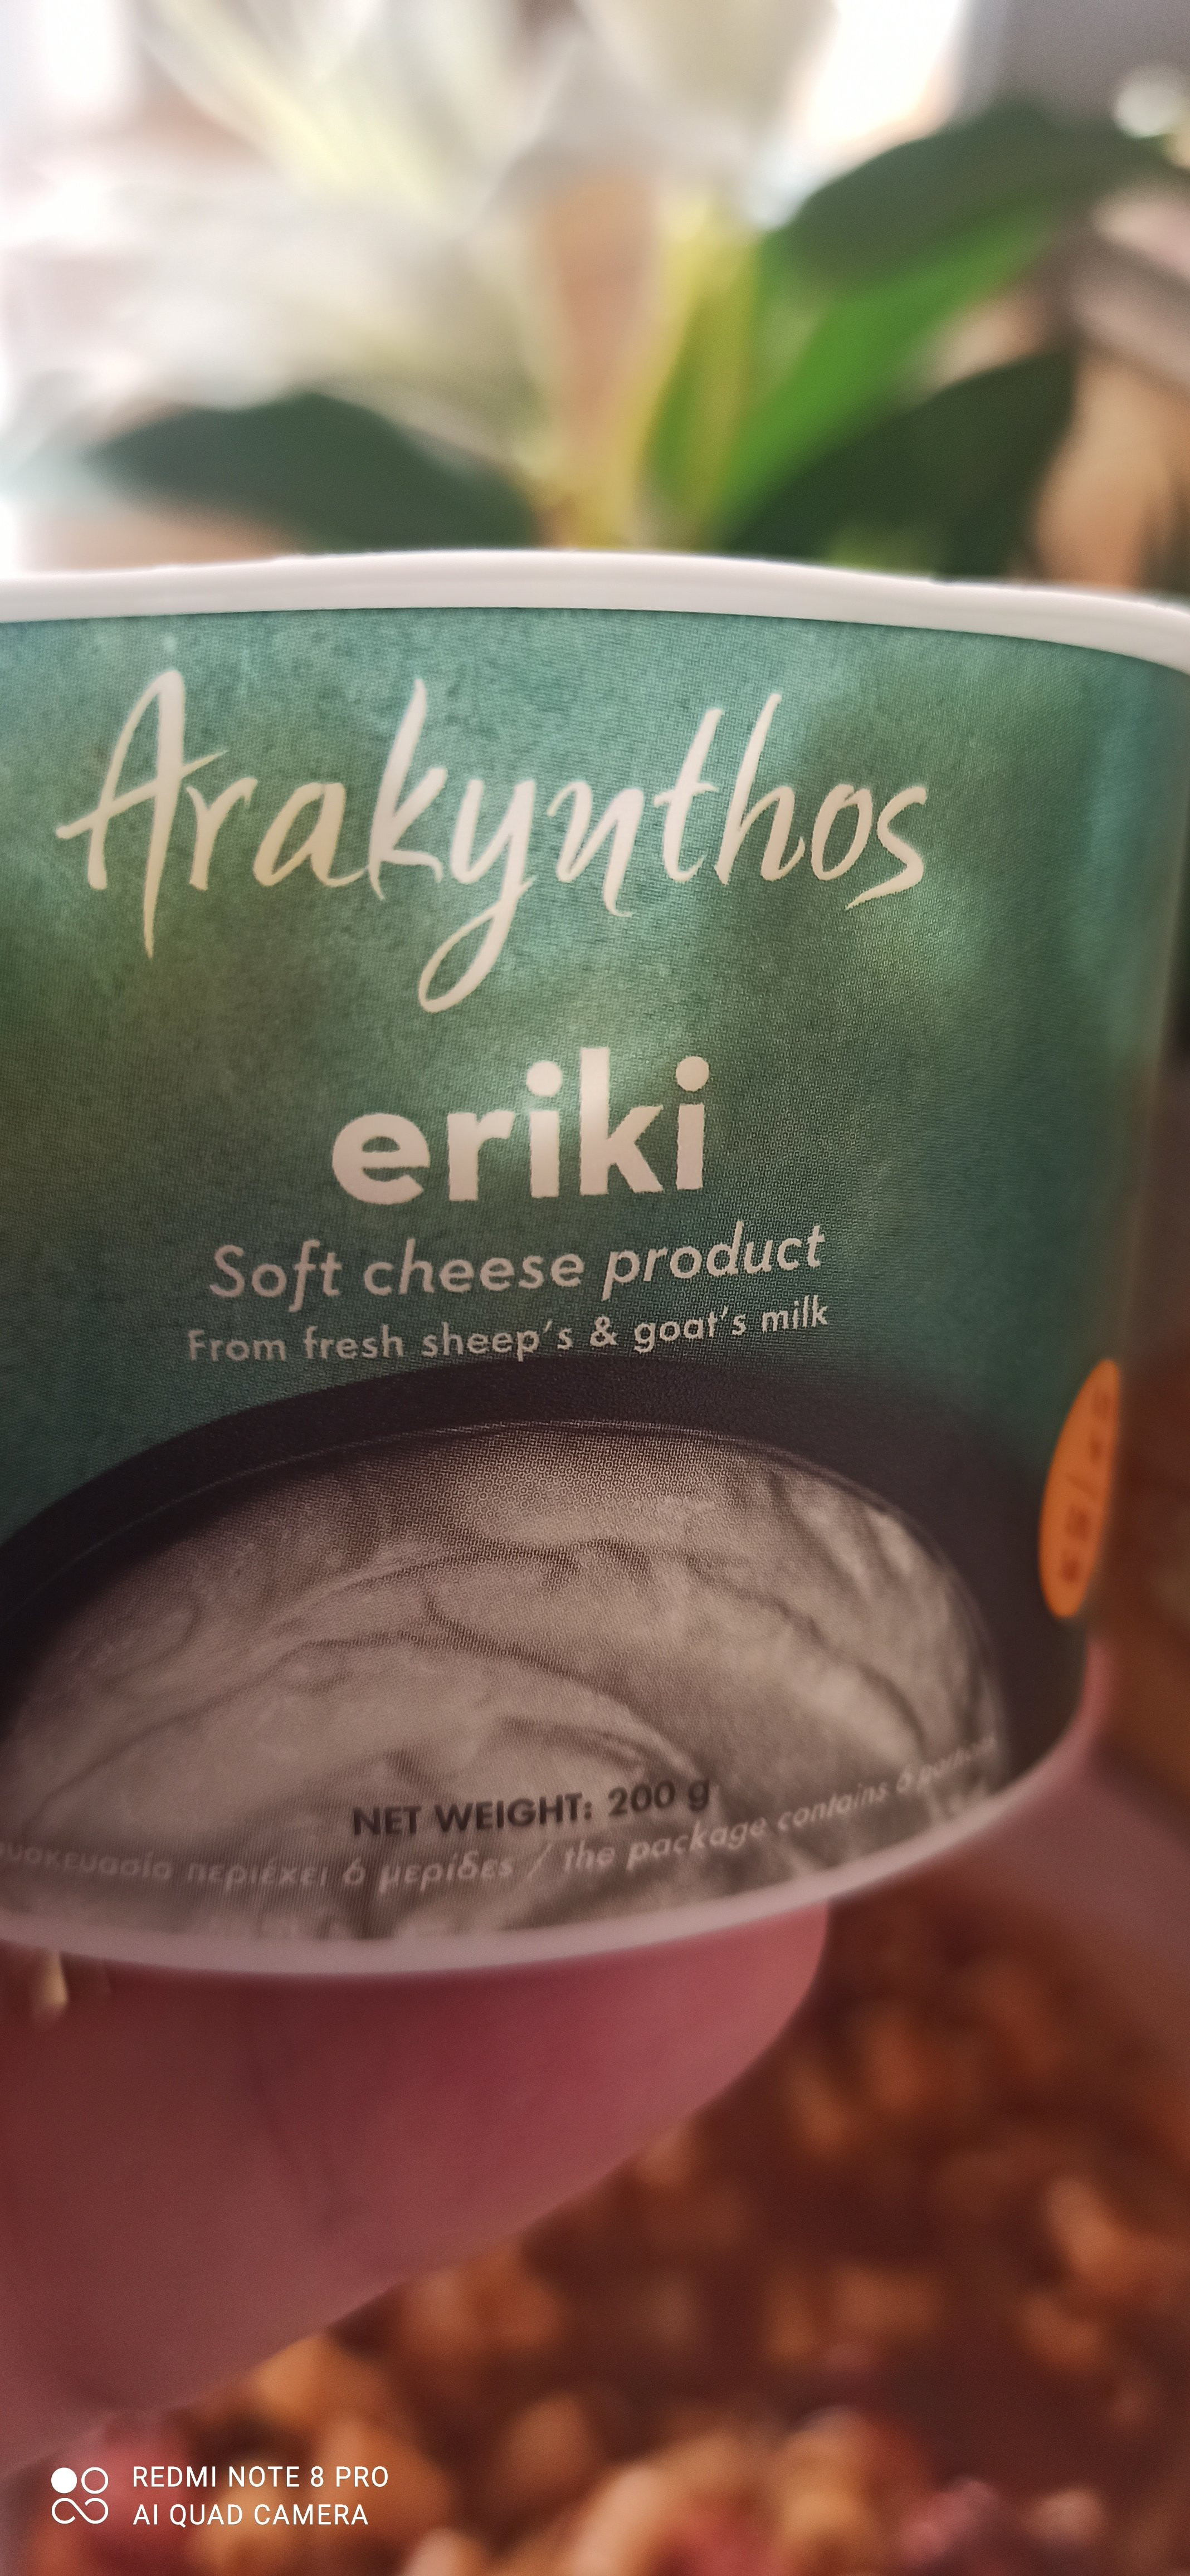 Arakynthos
eriki
Soft cheese product
From fresh sheep's & goat's milk
NET WEIGHT: 200 g
περιέχει 6 μερίδες / the package contains 6
REDMI NOTE 8 PRO
AI QUAD CAMERA